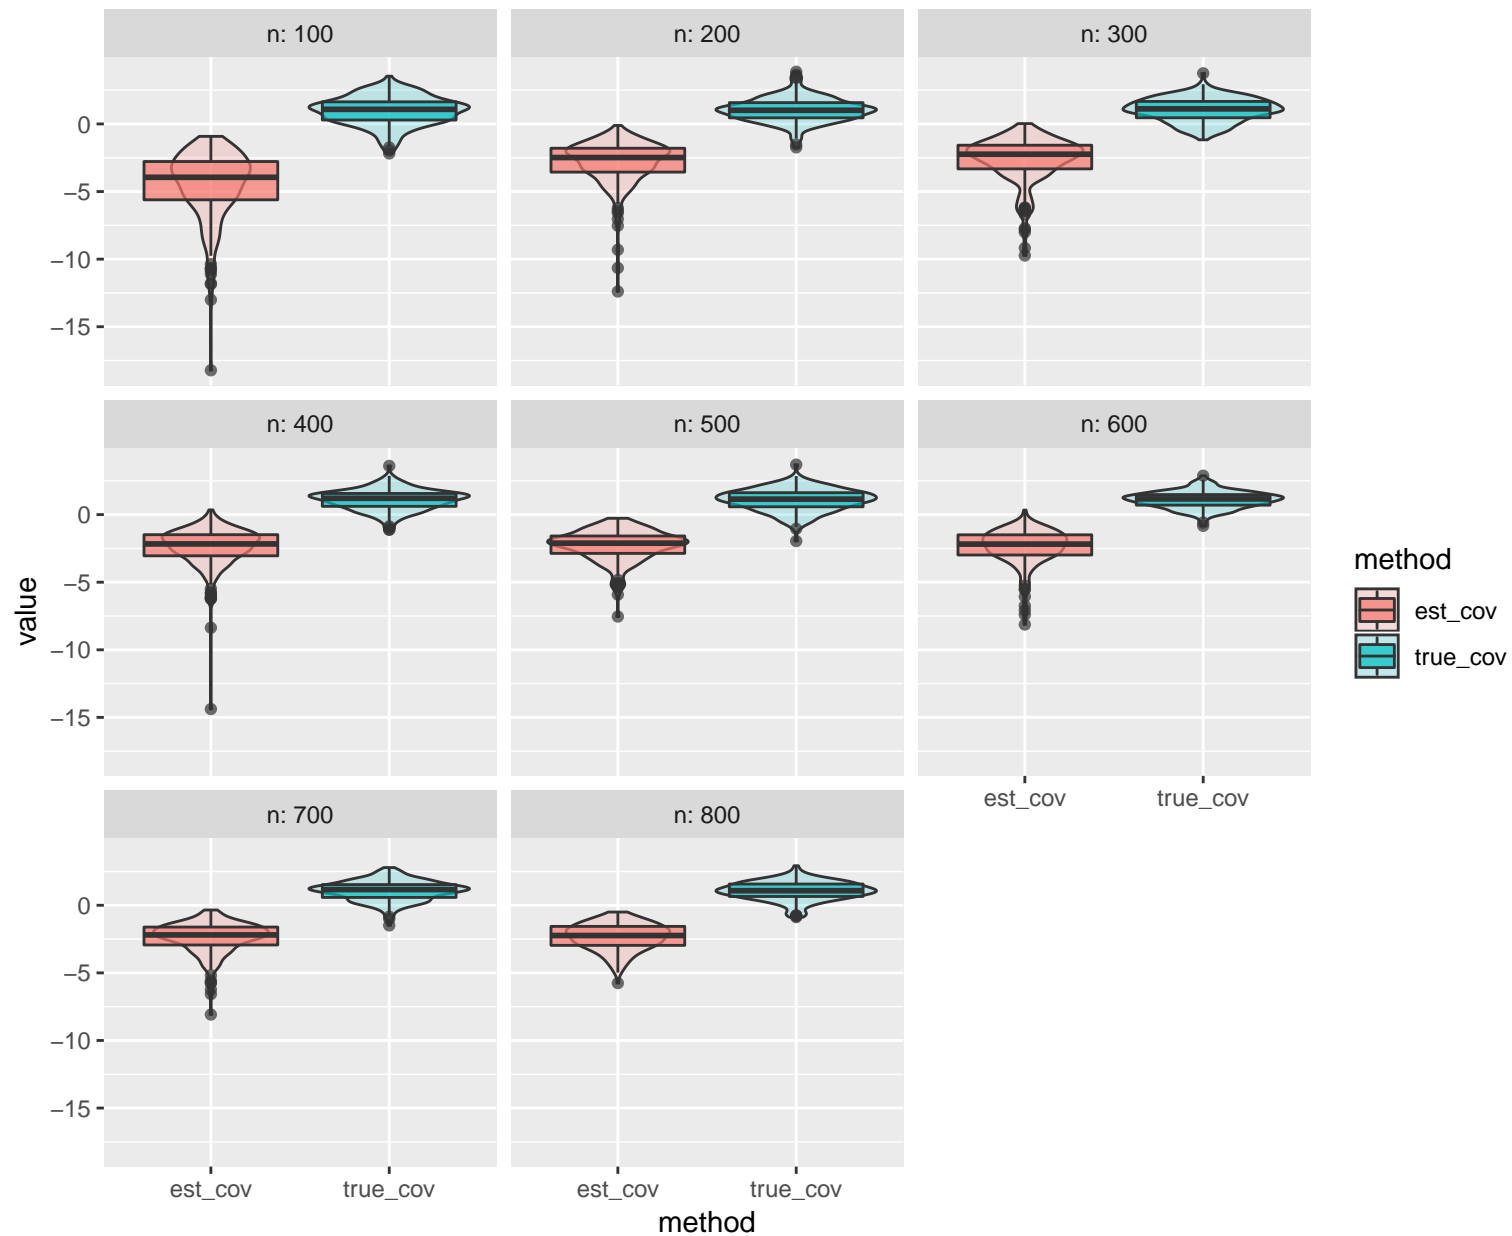 n: 100
n: 200
n: 300
0
−5
−10
−15
n: 400
n: 500
n: 600
0
−5
−10
−15
est_cov
true_cov
n: 700
n: 800
0
−5
−10
−15
est_cov
true_cov
est_cov
true_cov
method
value
method
est_cov
true_cov